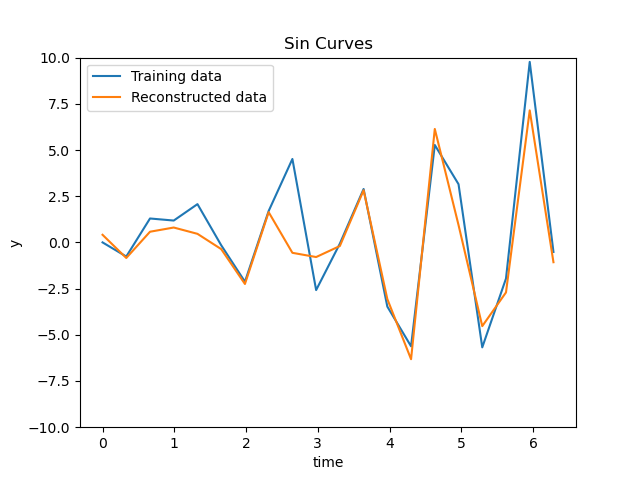 Sin Curves
Training data
Reconstructed data
y
10.0
7.5
5.0
2.5
0.0
−2.5
−5.0
−7.5
−10.0
0 1 2 3 4 5 6
time